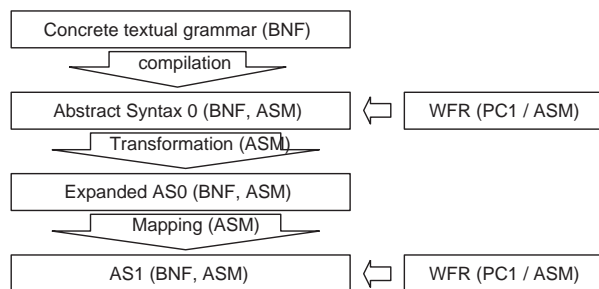 Concrete textual grammar (BNF)
compilation
Abstract Syntax 0 (BNF, ASM)
WFR (PC1 / ASM)
Transformation (ASM)
Expanded AS0 (BNF, ASM)
Mapping (ASM)
AS1 (BNF, ASM)
WFR (PC1 / ASM)